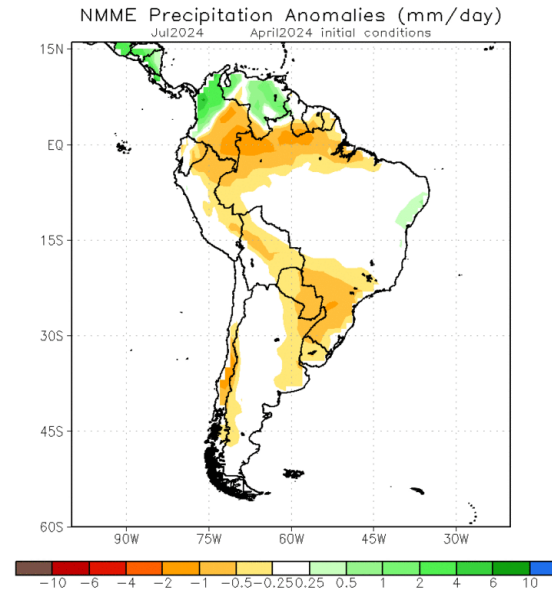 NMME Precipitation Anomalies (mm/day)
Jul2024 April2024 initial conditions
15N
EQ
15S
30S
45S
60S
90W 75W 60W 45W 30W
-10 -6 -4 -2 -1 -0.5 -0.25 0.25 0.5 1 2 4 6 10